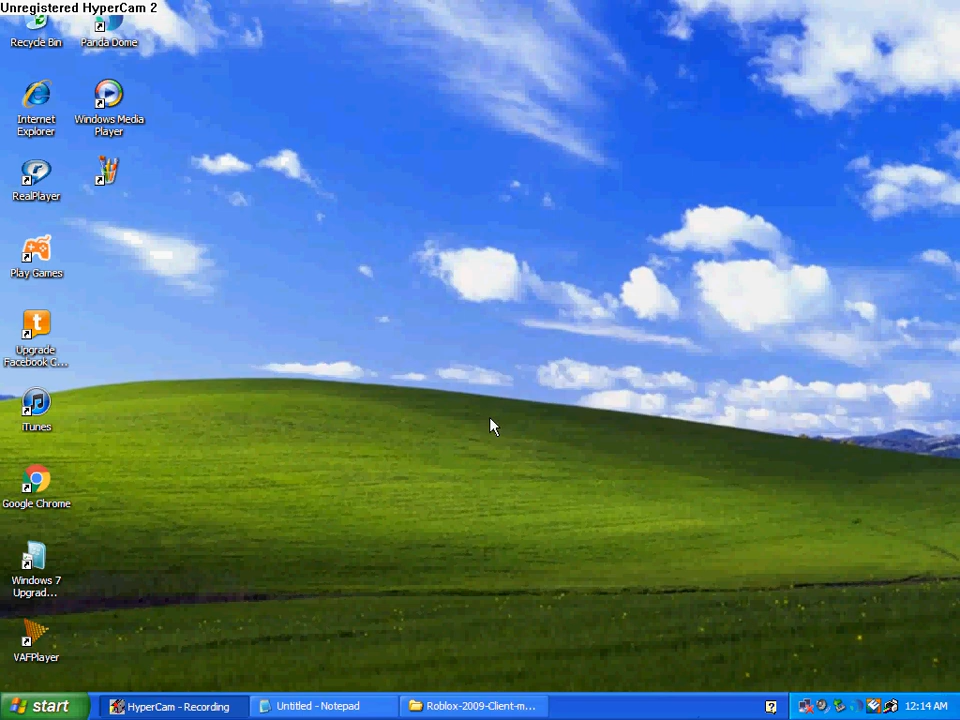 Unregistered HyperCam 2
Recycle Bin
Panda Dome
Internet
Explorer
Windows Media
Player
RealPlayer
Play Games
t
Upgrade
Facebook C...
iTunes
Google Chrome
Windows 7
Upgrad...
VAFPlayer
start
HyperCam - Recording
Untitled - Notepad
Roblox-2009-Client-m...
12:14 AM